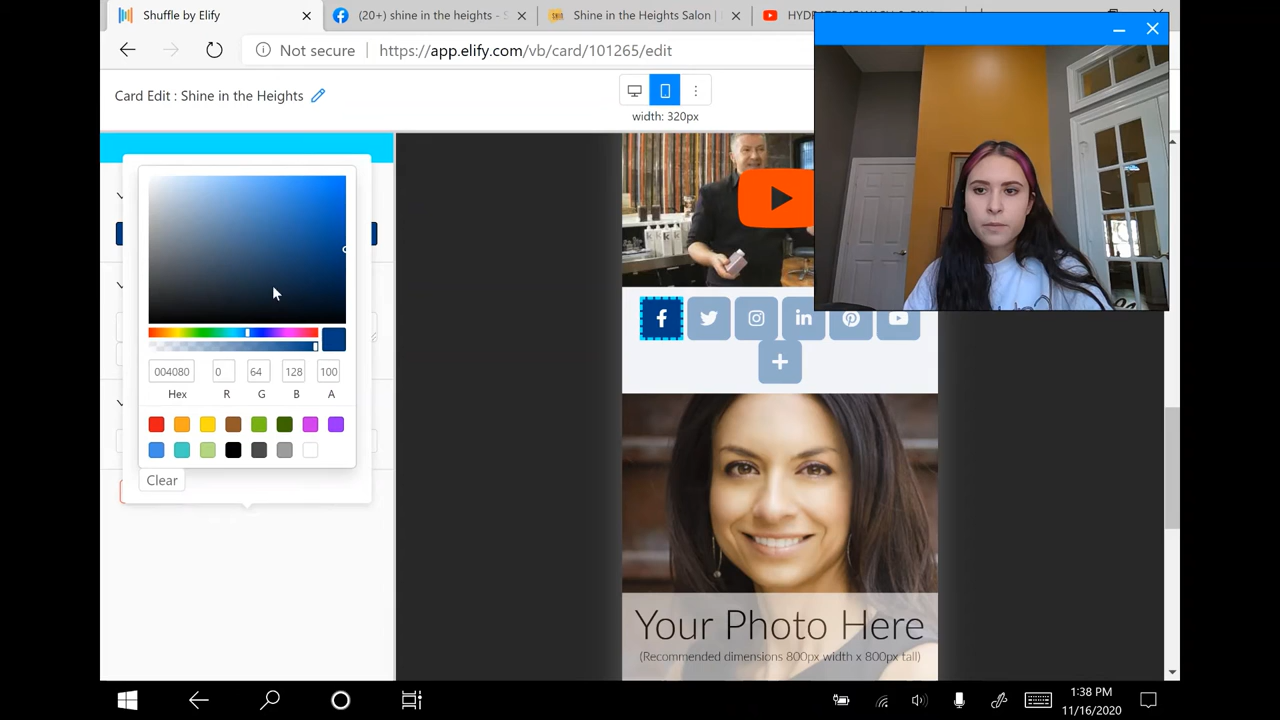 Shuffle by Elify
(20+) shine in the heights - S
Shine in the Heights Salon |
Not secure
https://app.elify.com/vb/card/101265/edit
Card Edit : Shine in the Heights
width: 320px
004080
0
64
128
100
Hex
R
G
B
A
Clear
Your Photo Here
(Recommended dimensions 800px width x 800px tall)
1:38 PM
11/16/2020